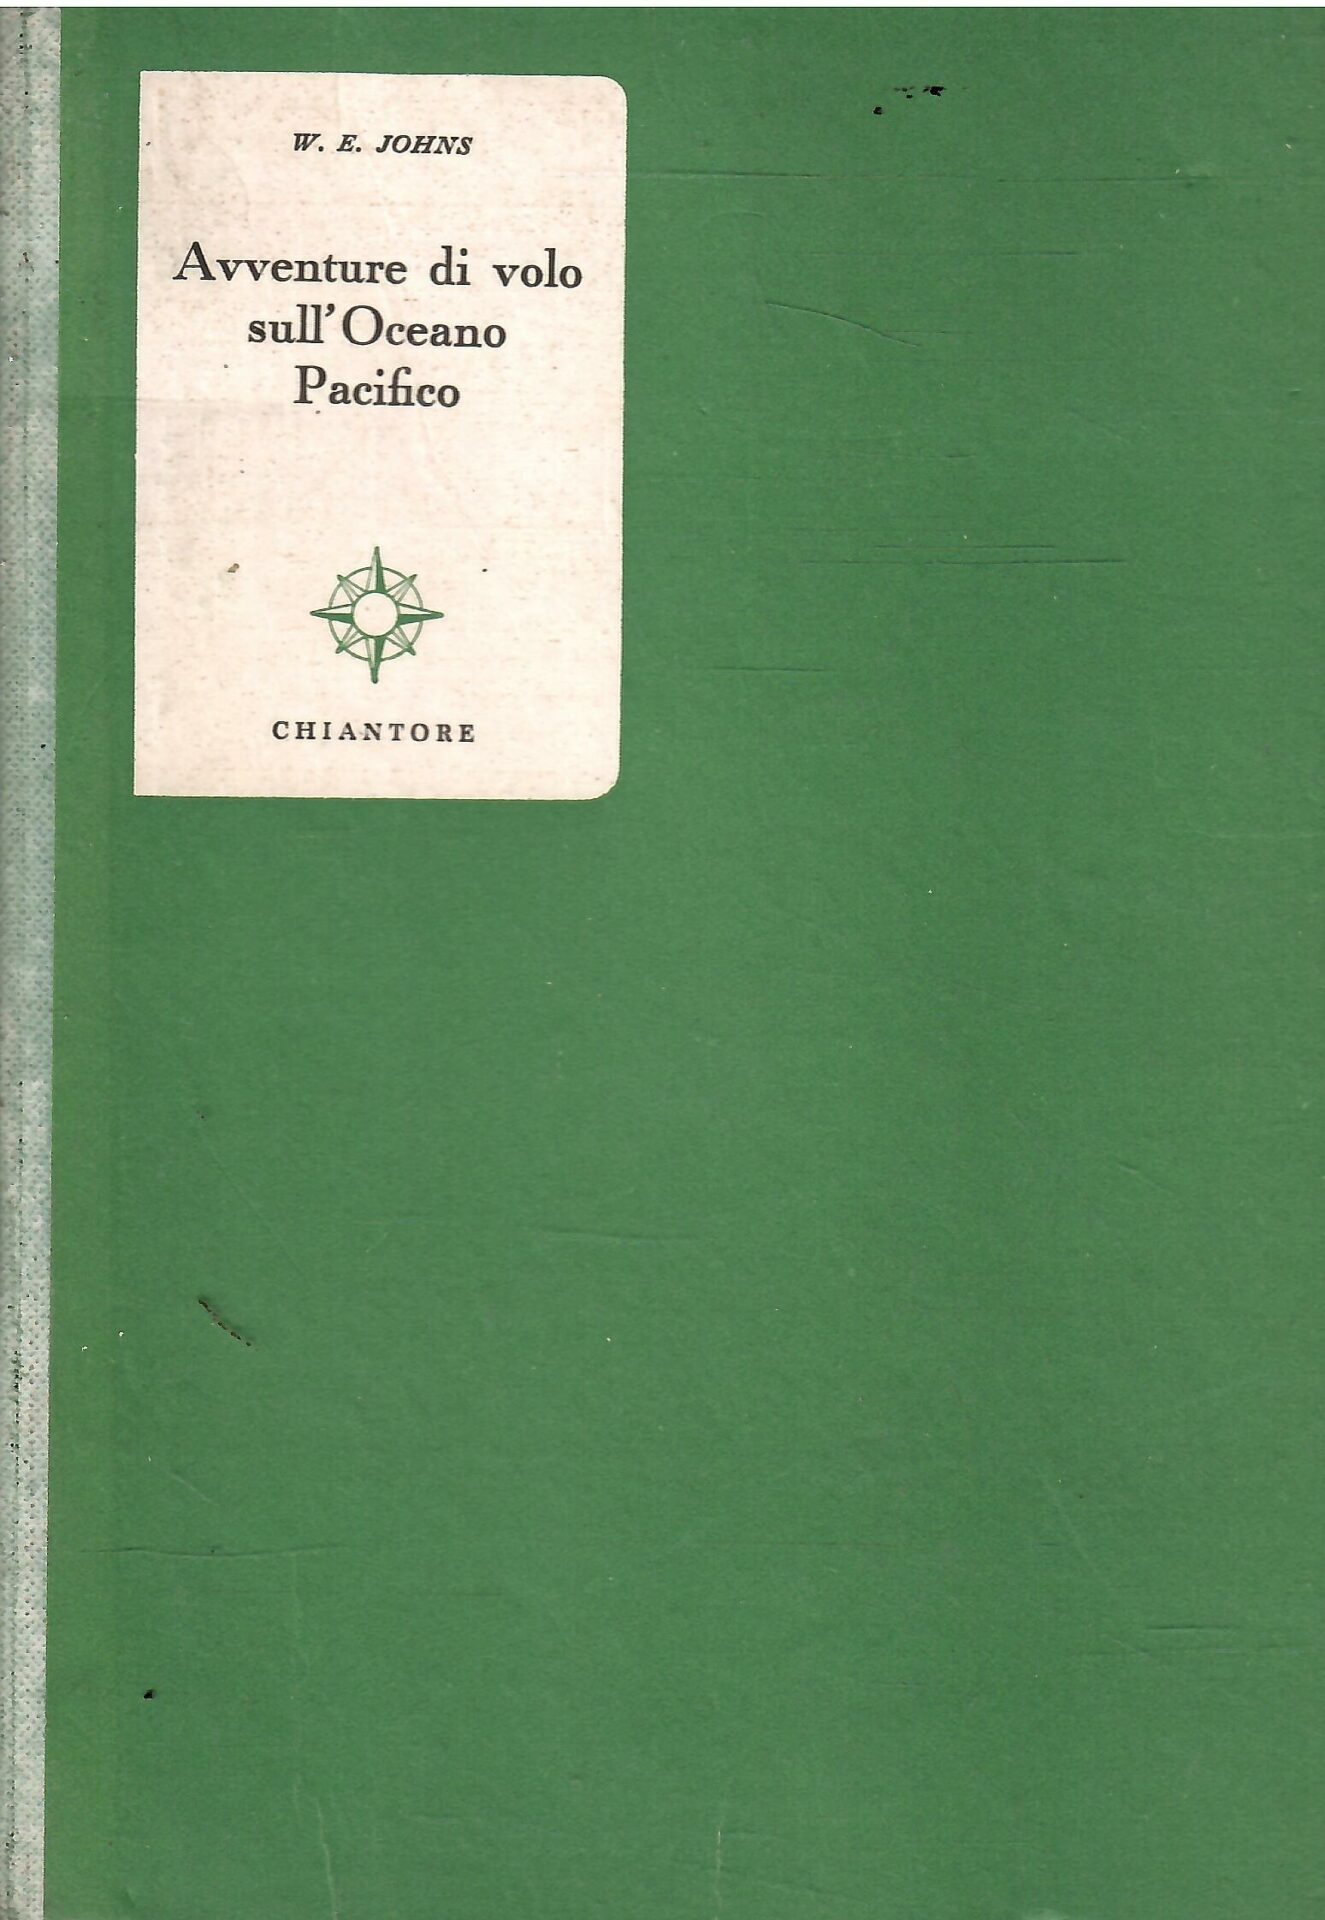 W. E. JOHNS
Avventure di volo
sull'Oceano
Pacifico
CHIANTORE